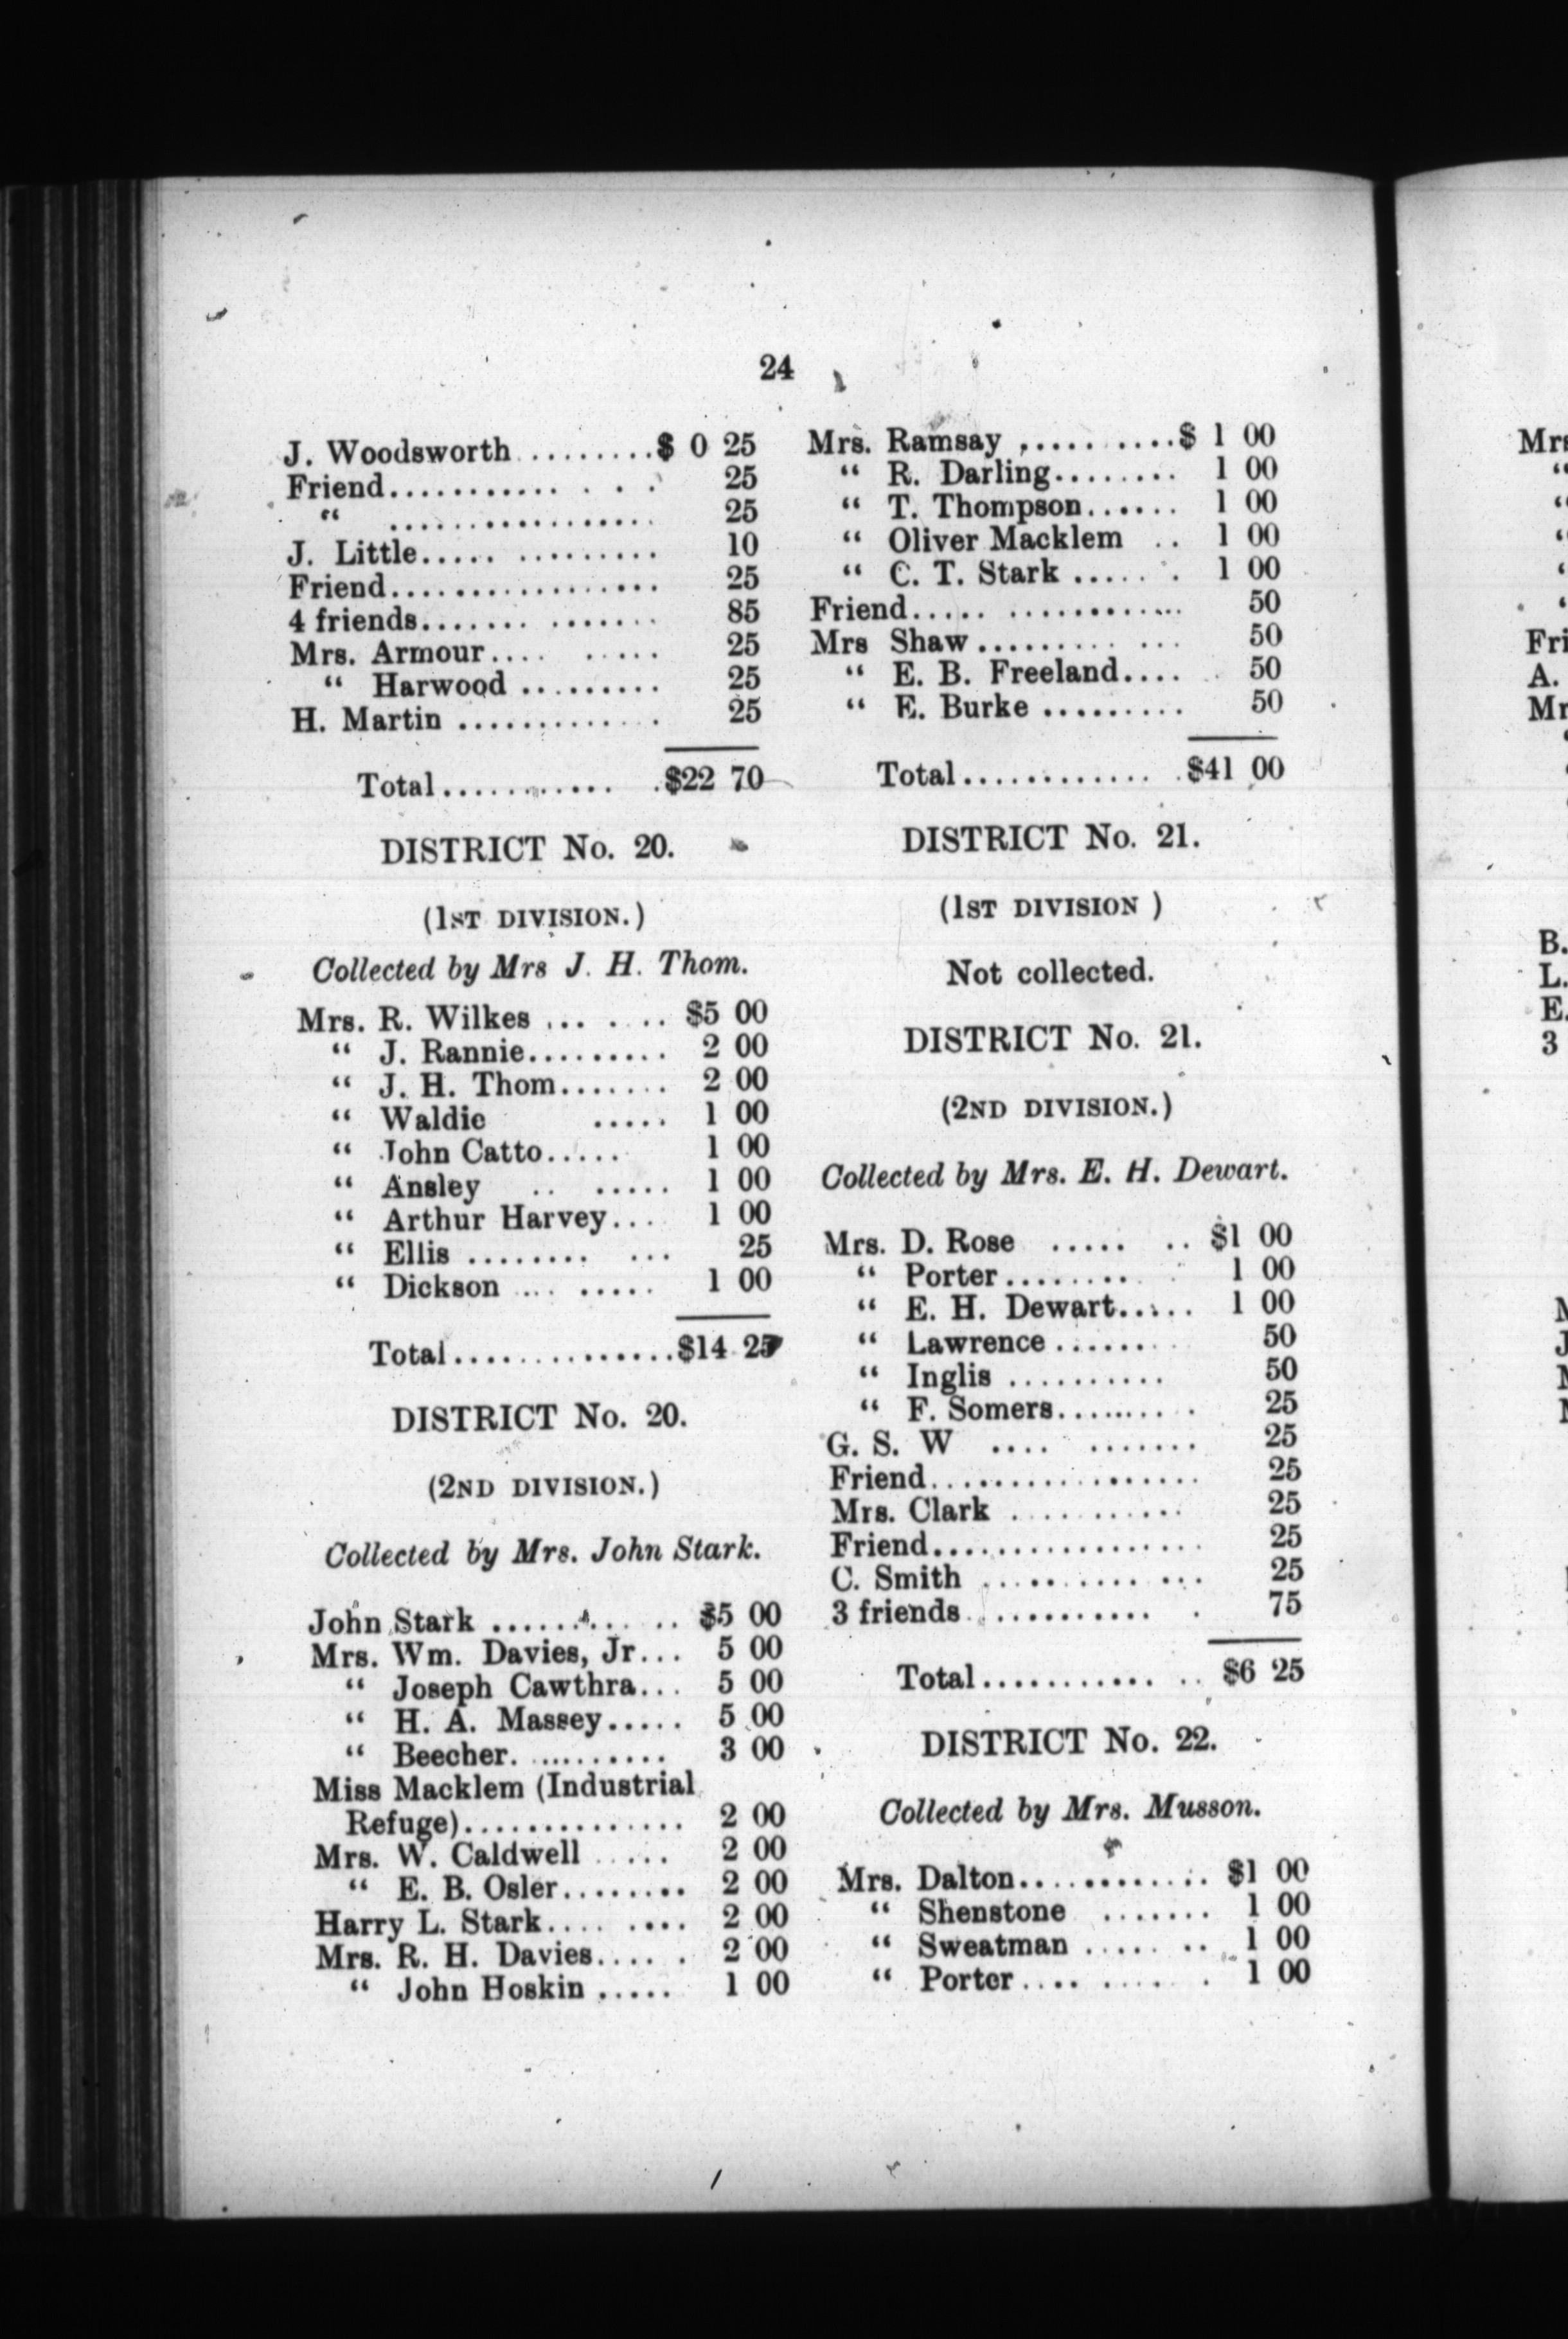 24
J. Woodsworth .........$ 0 25
Friend.............. 25
“ ................. 25
J. Little.............. 10
Friend................. 25
4 friends.............. 85
Mrs. Armour......... 25
“ Harwood ......... 25
H. Martin ............. 25
Total............$22 70
DISTRICT No. 20.
(1ST DIVISION.)
Collected by Mrs J. H. Thom.
Mrs. R. Wilkes ....... $5 00
“ J. Rannie......... 2 00
“ J. H. Thom....... 2 00
“ Waldie ..... 1 00
“ John Catto..... 1 00
“ Ansley ....... 1 00
“ Arthur Harvey... 1 00
“ Ellis ........... 25
“ Dickson ........ 1 00
Total..............$14 25
DISTRICT No. 20.
(2ND DIVISION.)
Collected by Mrs. John Stark.
John Stark ........... $5 00
Mrs. Wm. Davies, Jr... 5 00
“ Joseph Cawthra... 5 00
“ H. A. Massey..... 5 00
“ Beecher.......... 3 00
Miss Macklem (Industrial
Refuge).............. 2 00
Mrs. W. Caldwell ..... 2 00
“ E. B. Osler........ 2 00
Harry L. Stark........ 2 00
Mrs. R. H. Davies..... 2 00
“ John Hoskin ..... 1 00
Mrs. Ramsay ..........$ 1 00
“ R. Darling........ 1 00
“ T. Thompson...... 1 00
“ Oliver Macklem .. 1 00
“ C. T. Stark ...... 1 00
Friend................ 50
Mrs Shaw............. 50
“ E. B. Freeland.... 50
“ E. Burke ......... 50
Total.............$41 00
DISTRICT No. 21.
(1ST DIVISION )
Not collected.
DISTRICT No. 21.
(2ND DIVISION.)
Collected by Mrs. E. H. Dewart.
Mrs. D. Rose ....... $1 00
“ Porter........ 1 00
“ E. H. Dewart..... 1 00
“ Lawrence ....... 50
“ Inglis .......... 50
“ F. Somers......... 25
G. S. W ........... 25
Friend................. 25
Mrs. Clark ........... 25
Friend................. 25
C. Smith ............. 25
3 friends............ 75
Total............. $6 25
DISTRICT No. 22.
Collected by Mrs. Musson.
Mrs. Dalton............ $1 00
“ Shenstone ....... 1 00
“ Sweatman ....... 1 00
“ Porter.......... 1 00